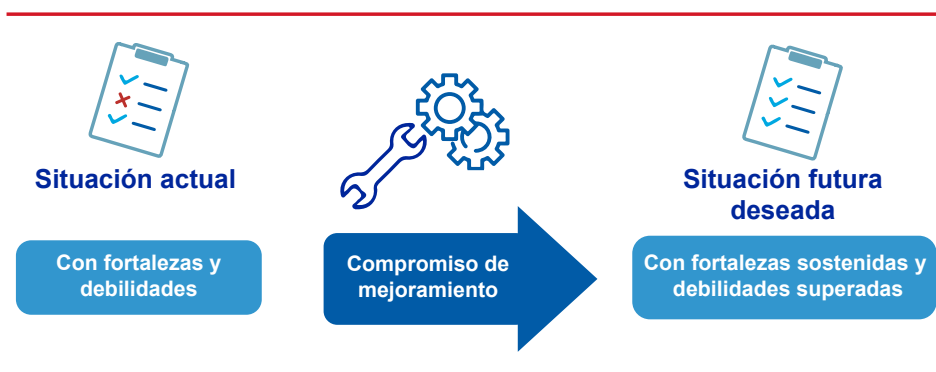 Situación actual
Con fortalezas y
debilidades
Compromiso de
mejoramiento
Situación futura
deseada
Con fortalezas sostenidas y
debilidades superadas